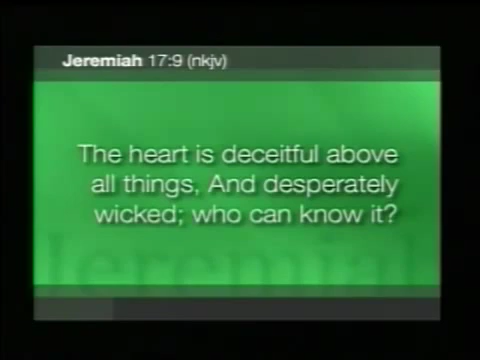 Jeremiah 17:9 (nkjv)
The heart is deceitful above
all things, And desperately
wicked; who can know it?
Jeremiah